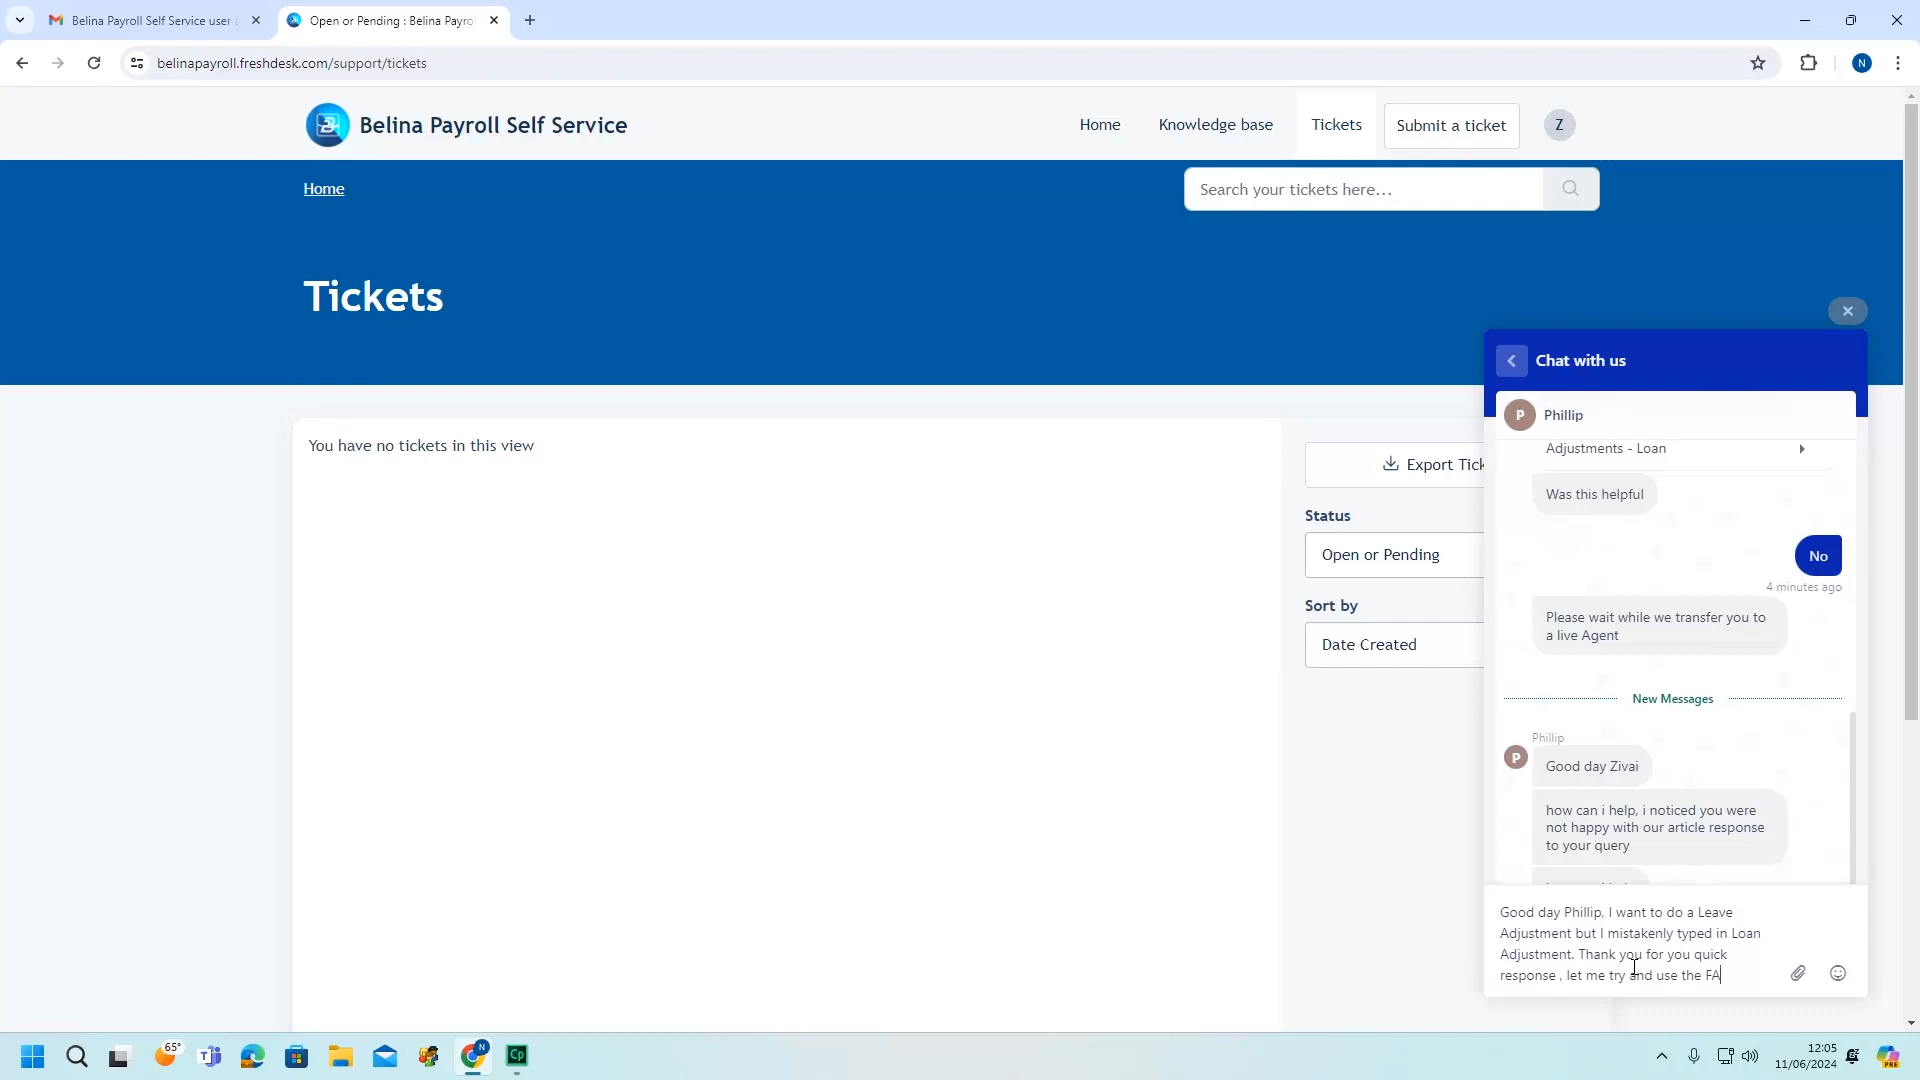 Belina Payroll Self Service user
Open or Pending : Belina Payro
belinapayroll.freshdesk.com/support/tickets
N
Belina Payroll Self Service
Home
Knowledge base
Tickets
Submit a ticket
Z
Home
Search your tickets here...
Tickets
You have no tickets in this view
Export Tick
Status
Open or Pending
Sort by
Date Created
Chat with us
P
Phillip
Adjustments - Loan
Was this helpful
No
4 minutes ago
Please wait while we transfer you to
a live Agent
New Messages
Phillip
P
Good day Zivai
how can i help, i noticed you were
not happy with our article response
to your query
Good day Phillip, I want to do a Leave
Adjustment but I mistakenly typed in Loan
Adjustment. Thank you for you quick
response , let me try and use the FA
65°
N
Cp
12:05
11/06/2024
PRE